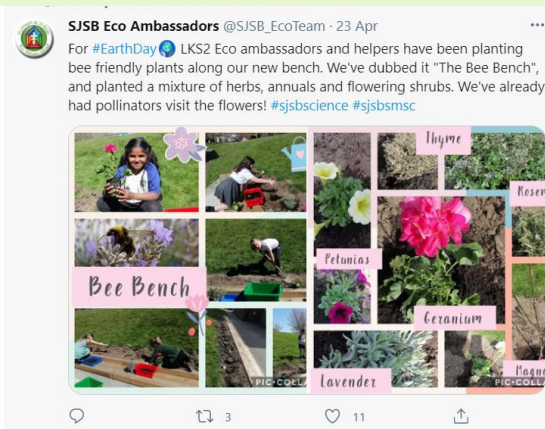 SJSB Eco Ambassadors @SJSB_EcoTeam · 23 Apr
For #EarthDay LKS2 Eco ambassadors and helpers have been planting
bee friendly plants along our new bench. We've dubbed it "The Bee Bench",
and planted a mixture of herbs, annuals and flowering shrubs. We've already
had pollinators visit the flowers! #sjsbscience #sjsbsmsc
Thyme
Petunias
Bee Bench
Geranium
Lavender
PIC·COLLA
PIC·COLL
3
11